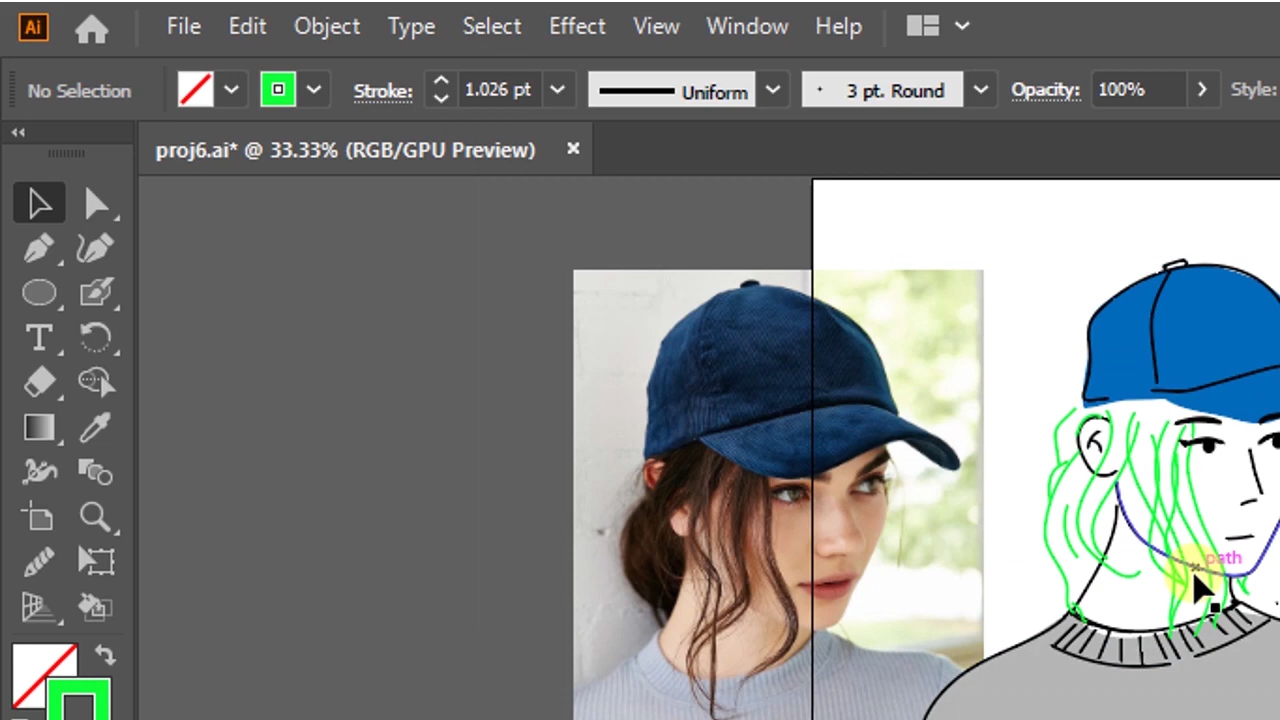 Ai File Edit Object Type Select Effect View Window Help
No Selection Stroke: 1.026 pt Uniform 3 pt. Round Opacity: 100% Style:
proj6.ai* @ 33.33% (RGB/GPU Preview)
path